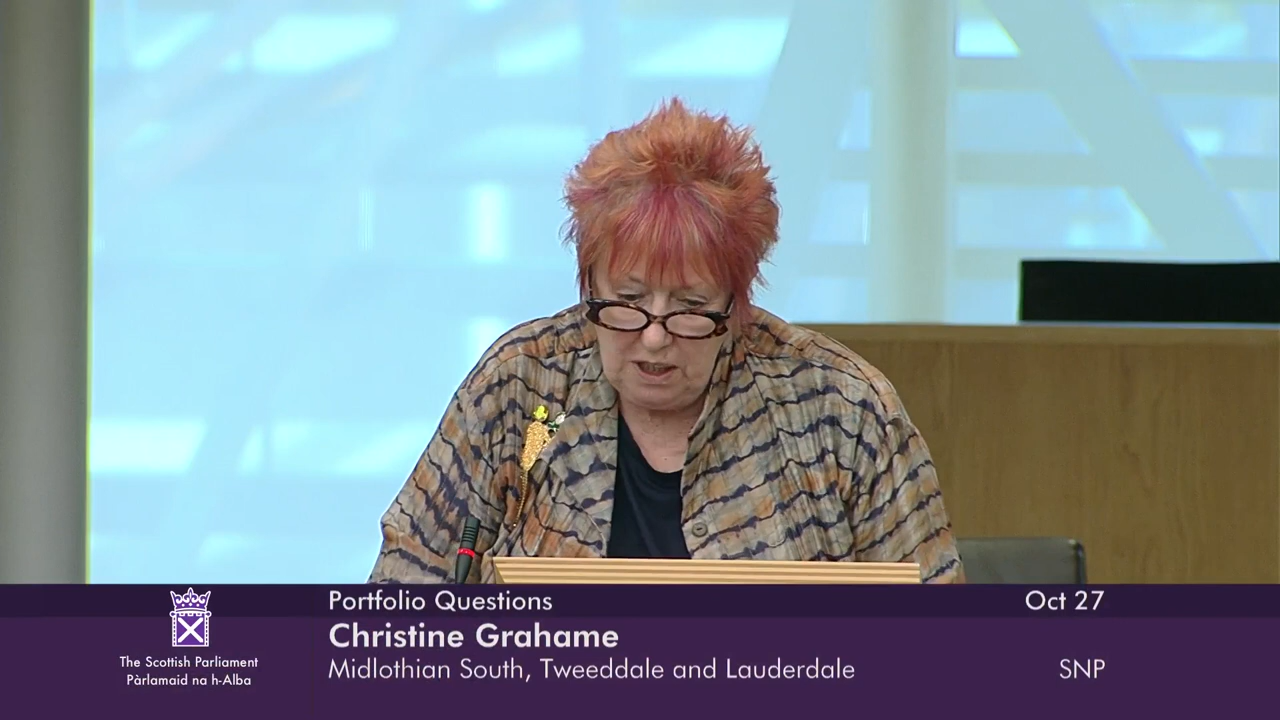 Portfolio Questions
Oct 27
Christine Grahame
Midlothian South, Tweeddale and Lauderdale
SNP
The Scottish Parliament
Pàrlamaid na h-Alba